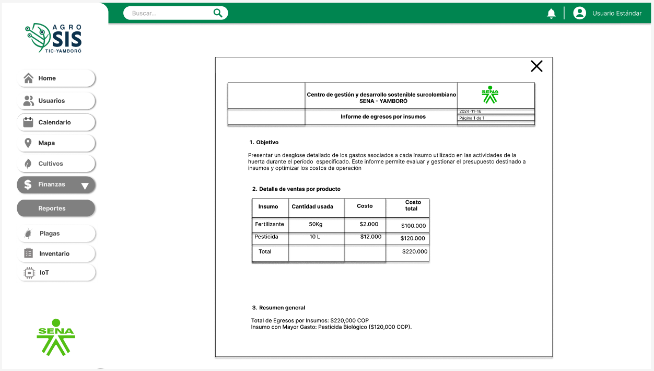 AGRO
SIS
TIC-YAMBORÓ
Buscar...
Usuario Estándar
Home
Usuarios
Calendario
Mapa
Cultivos
$ Finanzas
Reportes
Plagas
Inventario
IoT
SENA
Centro de gestión y desarrollo sostenible surcolombiano
SENA - YAMBORÓ
SENA
Informe de egresos por insumos
Página 1 de 1
1. Objetivo
Presentar un desglose detallado de los gastos asociados a cada insumo utilizado en las actividades de la
huerta durante el periodo especificado. Este informe permite evaluar y gestionar el presupuesto destinado a
insumos y optimizar los costos de operación
2. Detalle de ventas por producto
Insumo Cantidad usada Costo Costo total
Fertilizante 50Kg $2.000 $100.000
Pesticida 10 L $12.000 $120.000
Total $220.000
3. Resumen general
Total de Egresos por Insumos: $220,000 COP
Insumo con Mayor Gasto: Pesticida Biológico ($120,000 COP).